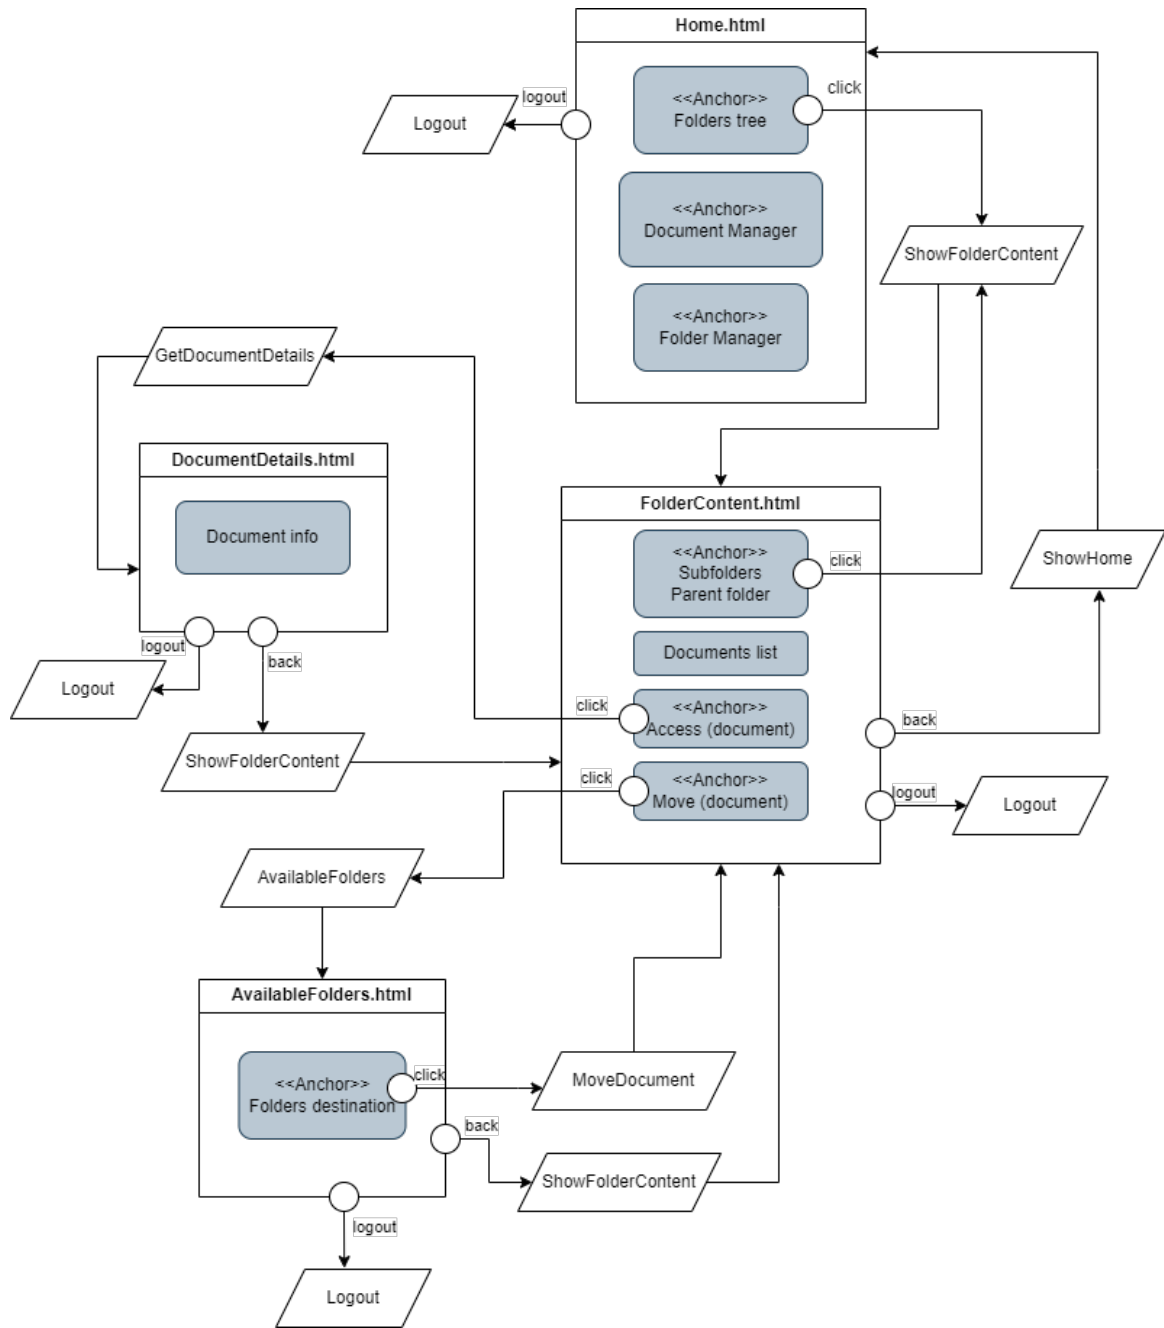 Home.html
<<Anchor>>
Folders tree
click
logout
Logout
<<Anchor>>
Document Manager
<<Anchor>>
Folder Manager
ShowFolderContent
GetDocumentDetails
DocumentDetails.html
Document info
logout
back
Logout
ShowFolderContent
FolderContent.html
<<Anchor>>
Subfolders
Parent folder
click
Documents list
<<Anchor>>
Access (document)
click
<<Anchor>>
Move (document)
click
back
logout
ShowHome
Logout
AvailableFolders
AvailableFolders.html
<<Anchor>>
Folders destination
click
back
logout
MoveDocument
ShowFolderContent
Logout